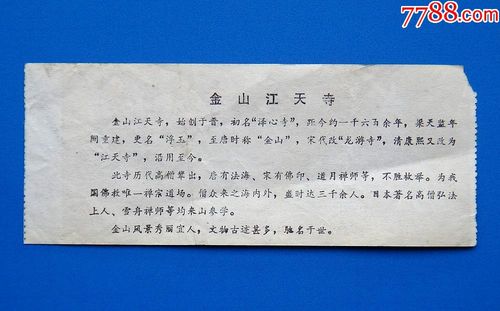 7788.com
金山江天寺
金山江天寺，始创于晋，初名“泽心寺”，距今约一千六百余年，梁天监年
间重建，更名“浮玉”，至唐时称“金山”，宋代改“龙游寺”，清康熙又改为
“江天寺”，沿用至今。
此寺历代高僧辈出，唐有法海、宋有佛印、道月禅师等，不胜枚举。为我
国佛教唯一禅宗道场。僧众来之海内外，盛时达三千余人。日本著名高僧弘法
上人、雪舟禅师等均来山参学。
金山风景秀丽宜人，文物古迹甚多，驰名于世。